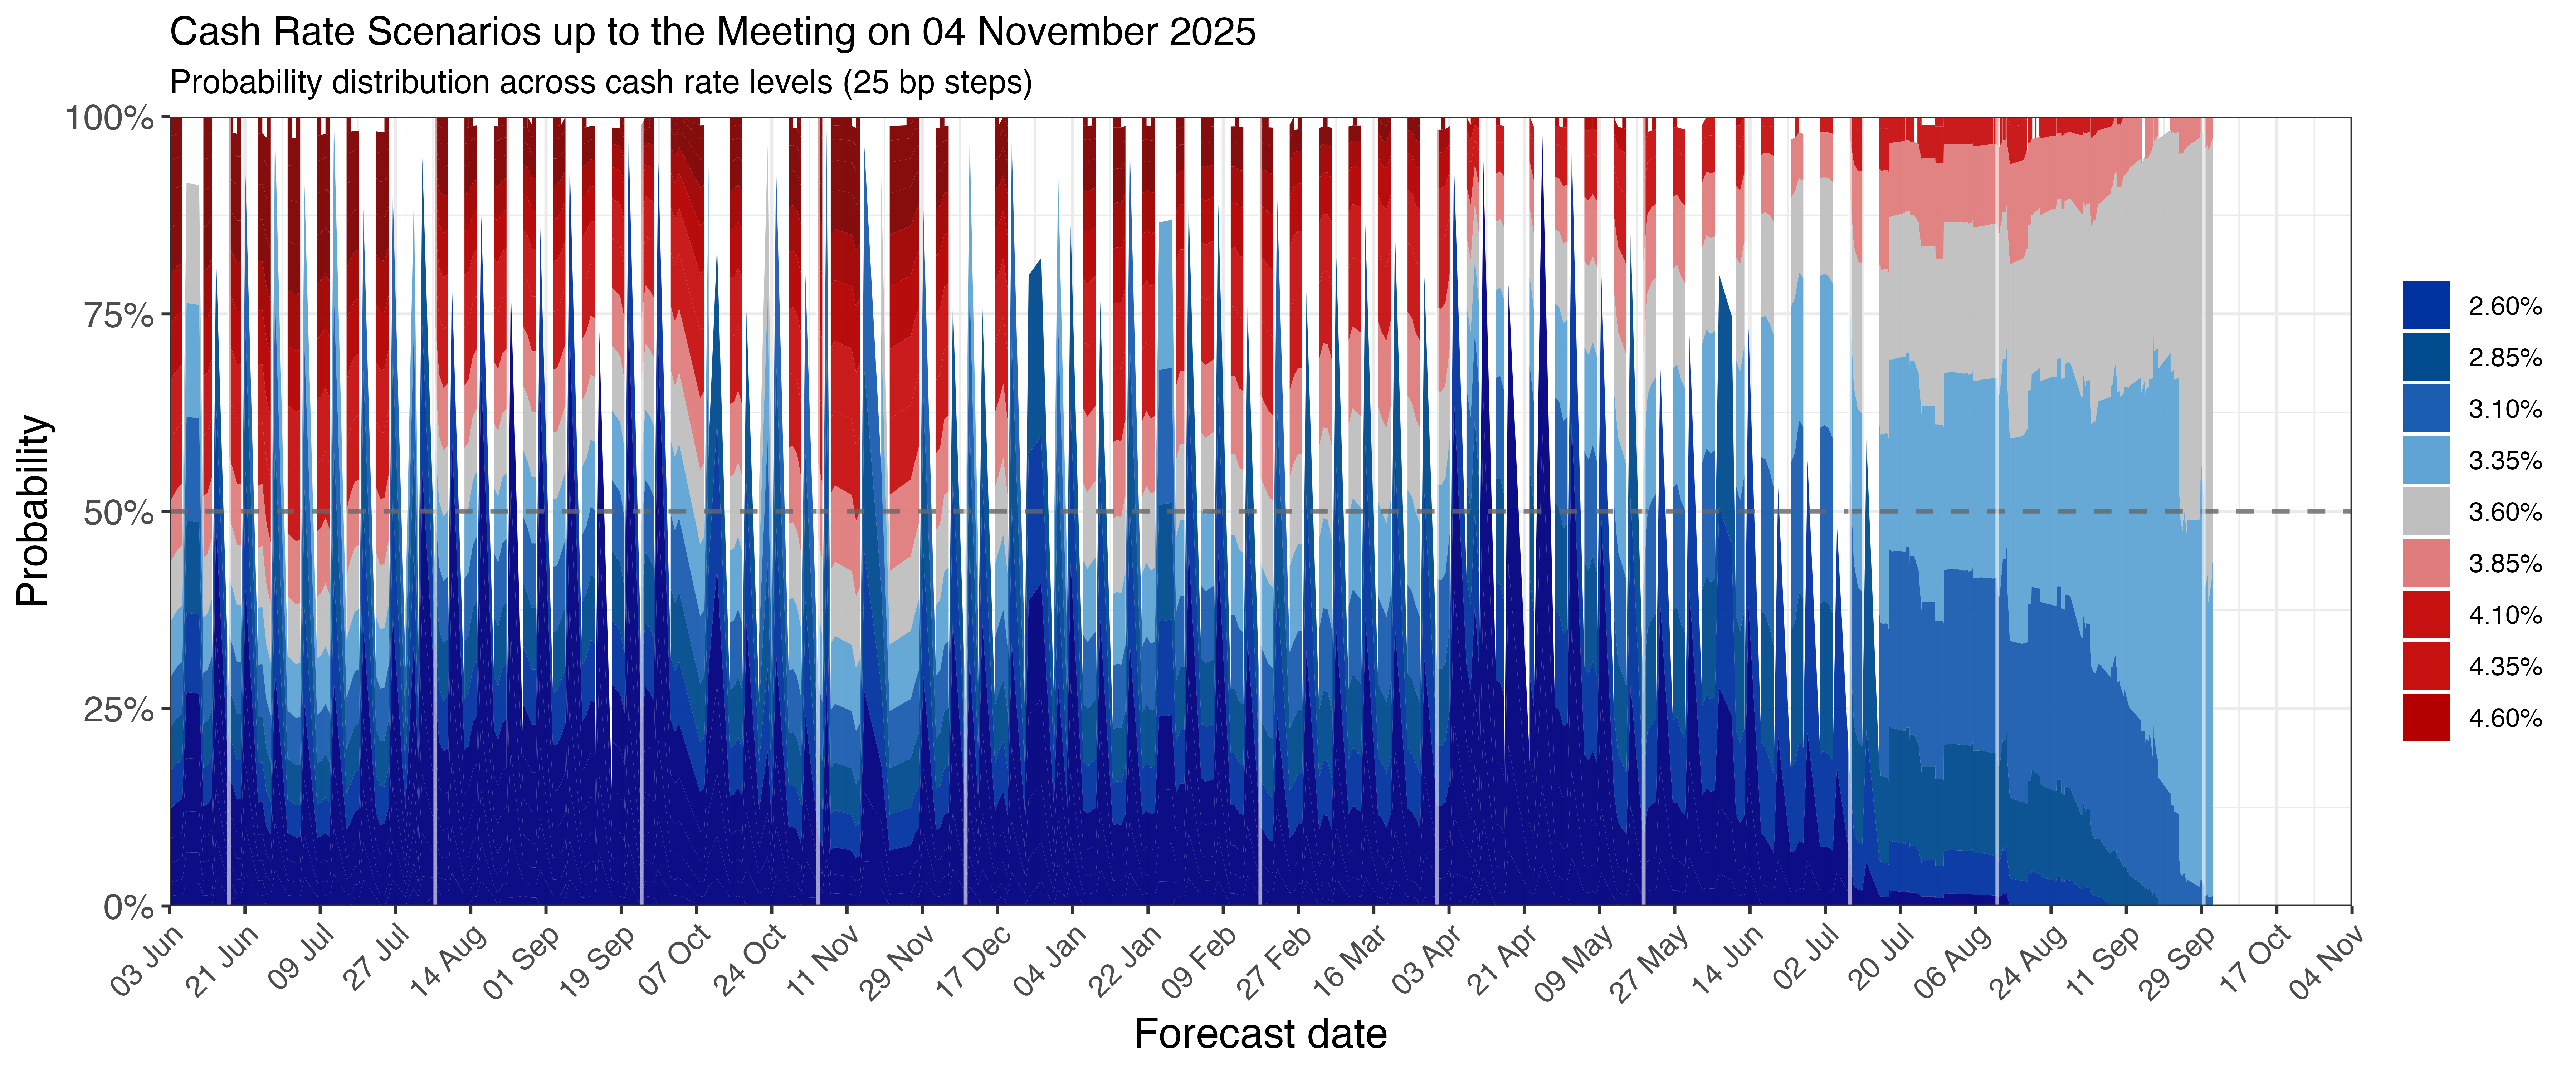 Cash Rate Scenarios up to the Meeting on 04 November 2025
Probability distribution across cash rate levels (25 bp steps)
Probability
100%
75%
50%
25%
0%
03 Jun
21 Jun
09 Jul
27 Jul
14 Aug
01 Sep
19 Sep
07 Oct
24 Oct
11 Nov
29 Nov
17 Dec
04 Jan
22 Jan
09 Feb
27 Feb
16 Mar
03 Apr
21 Apr
09 May
27 May
14 Jun
02 Jul
20 Jul
06 Aug
24 Aug
11 Sep
29 Sep
17 Oct
04 Nov
Forecast date
2.60%
2.85%
3.10%
3.35%
3.60%
3.85%
4.10%
4.35%
4.60%